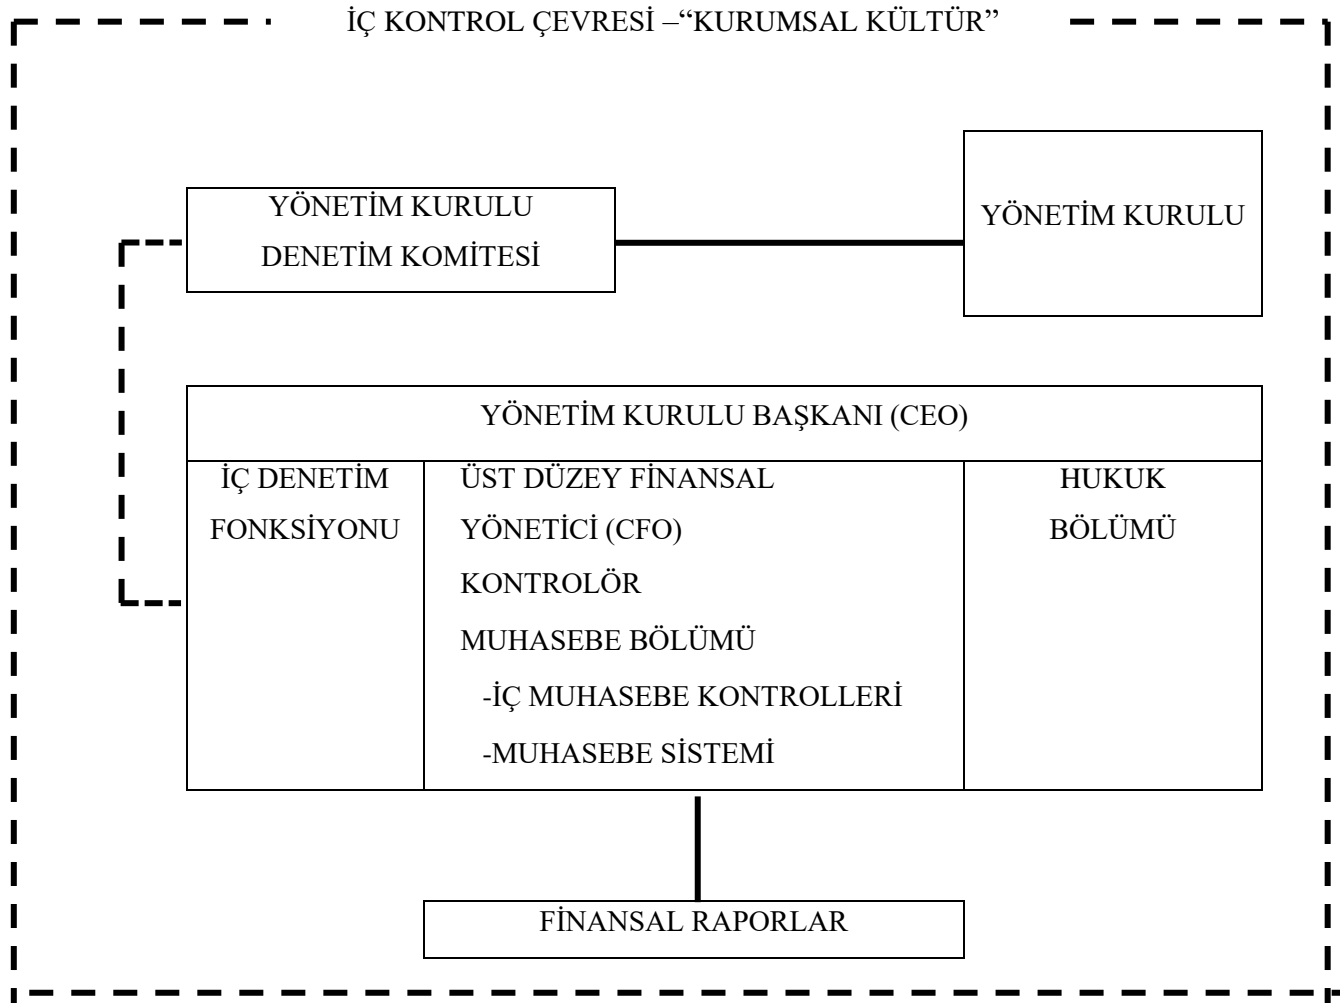 İÇ KONTROL ÇEVRESİ –“KURUMSAL KÜLTÜR”
YÖNETİM KURULU
DENETİM KOMİTESİ
YÖNETİM KURULU
YÖNETİM KURULU BAŞKANI (CEO)
İÇ DENETİM
FONKSİYONU
ÜST DÜZEY FİNANSAL
YÖNETİCİ (CFO)
KONTROLÖR
MUHASEBE BÖLÜMÜ
-İÇ MUHASEBE KONTROLLERİ
-MUHASEBE SİSTEMİ
HUKUK
BÖLÜMÜ
FİNANSAL RAPORLAR